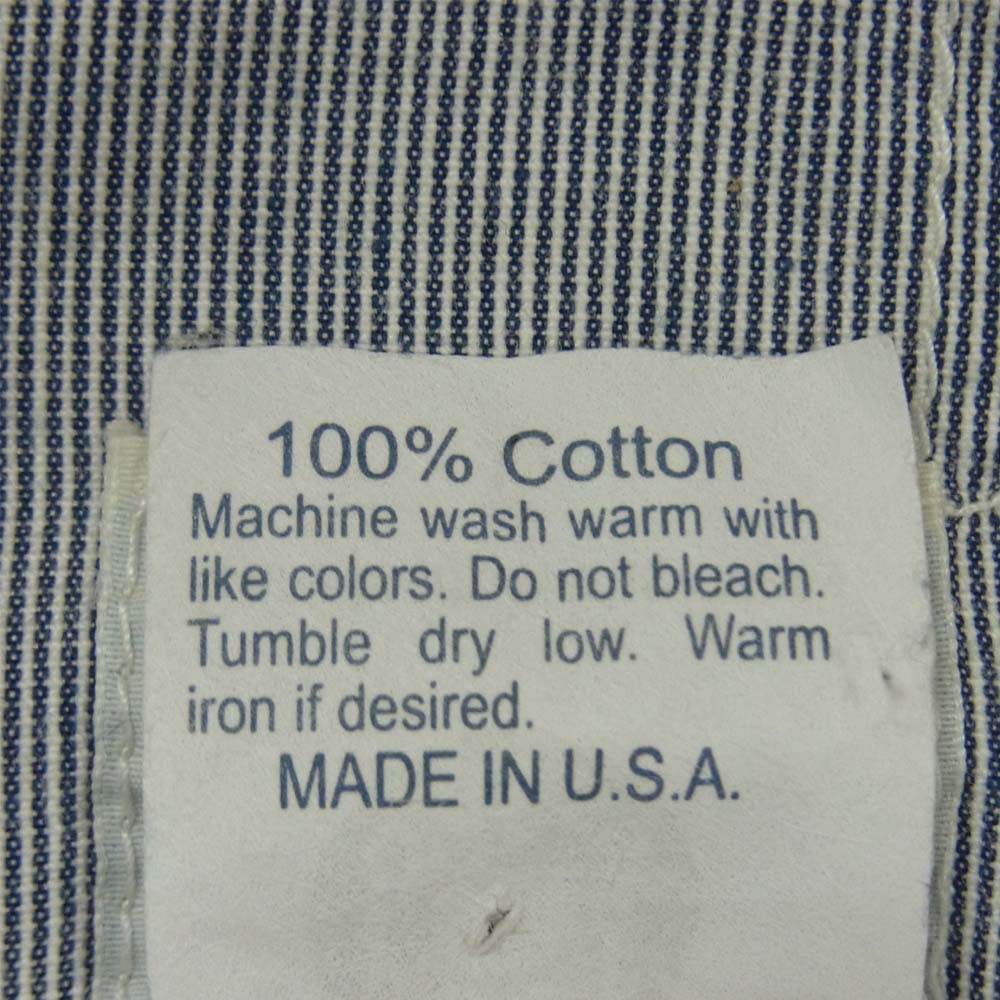 100% Cotton
Machine wash warm with
like colors. Do not bleach.
Tumble dry low. Warm
iron if desired.
MADE IN U.S.A.